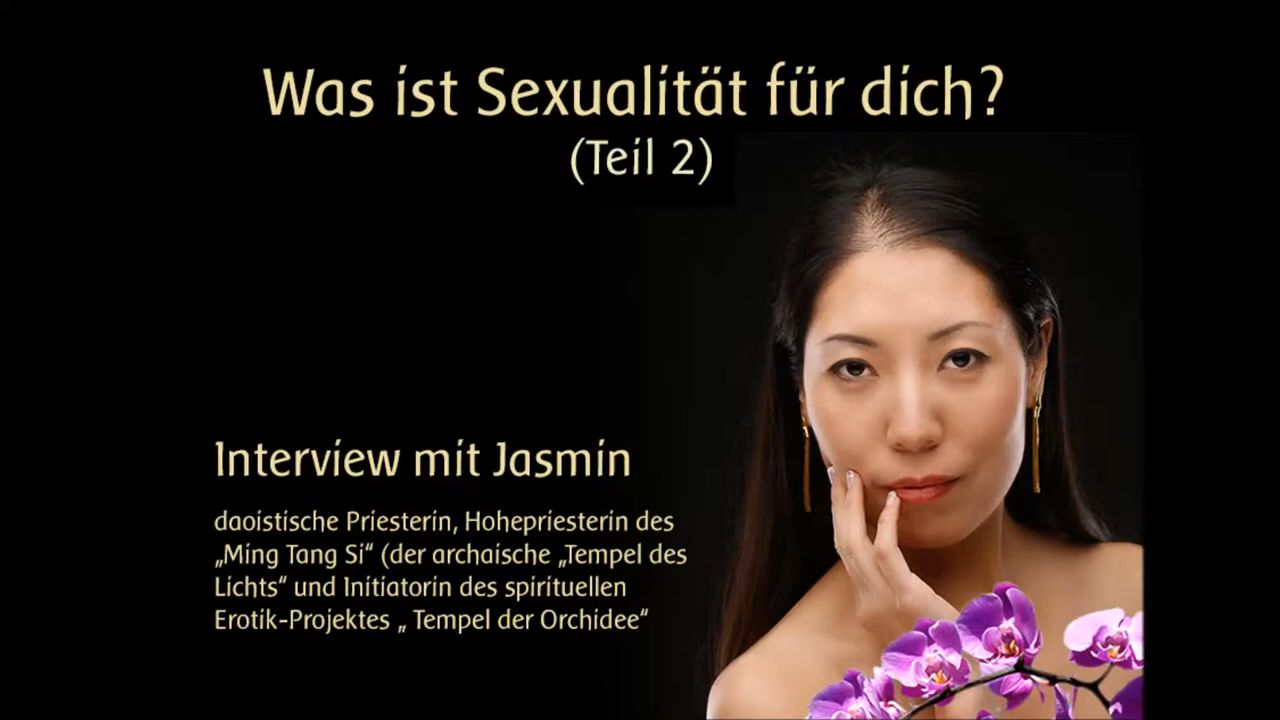 Was ist Sexualität für dich?
(Teil 2)
Interview mit Jasmin
daoistische Priesterin, Hohepriesterin des
„Ming Tang Si“ (der archaische „Tempel des
Lichts“ und Initiatorin des spirituellen
Erotik-Projektes „ Tempel der Orchidee“